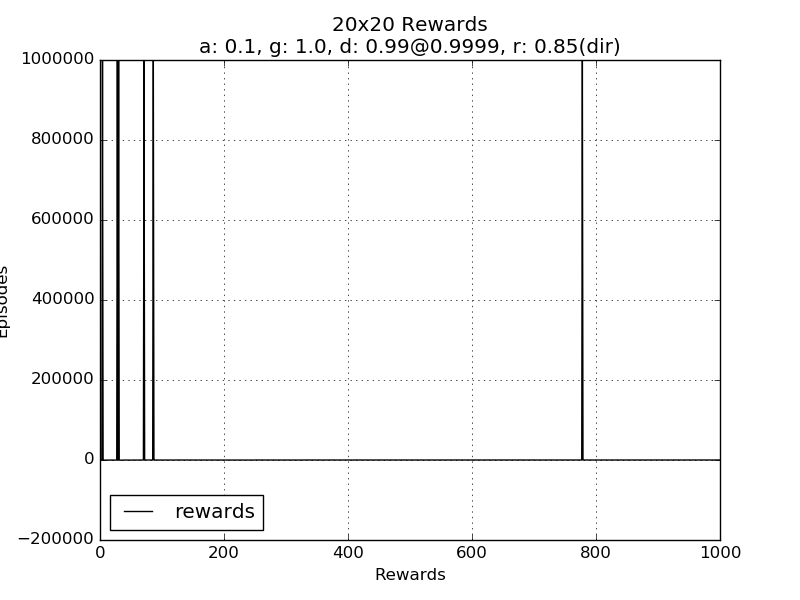 20x20 Rewards
a: 0.1, g: 1.0, d: 0.99@0.9999, r: 0.85(dir)
1000000
800000
600000
400000
200000
0
−200000
Episodes
rewards
0 200 400 600 800 1000
Rewards